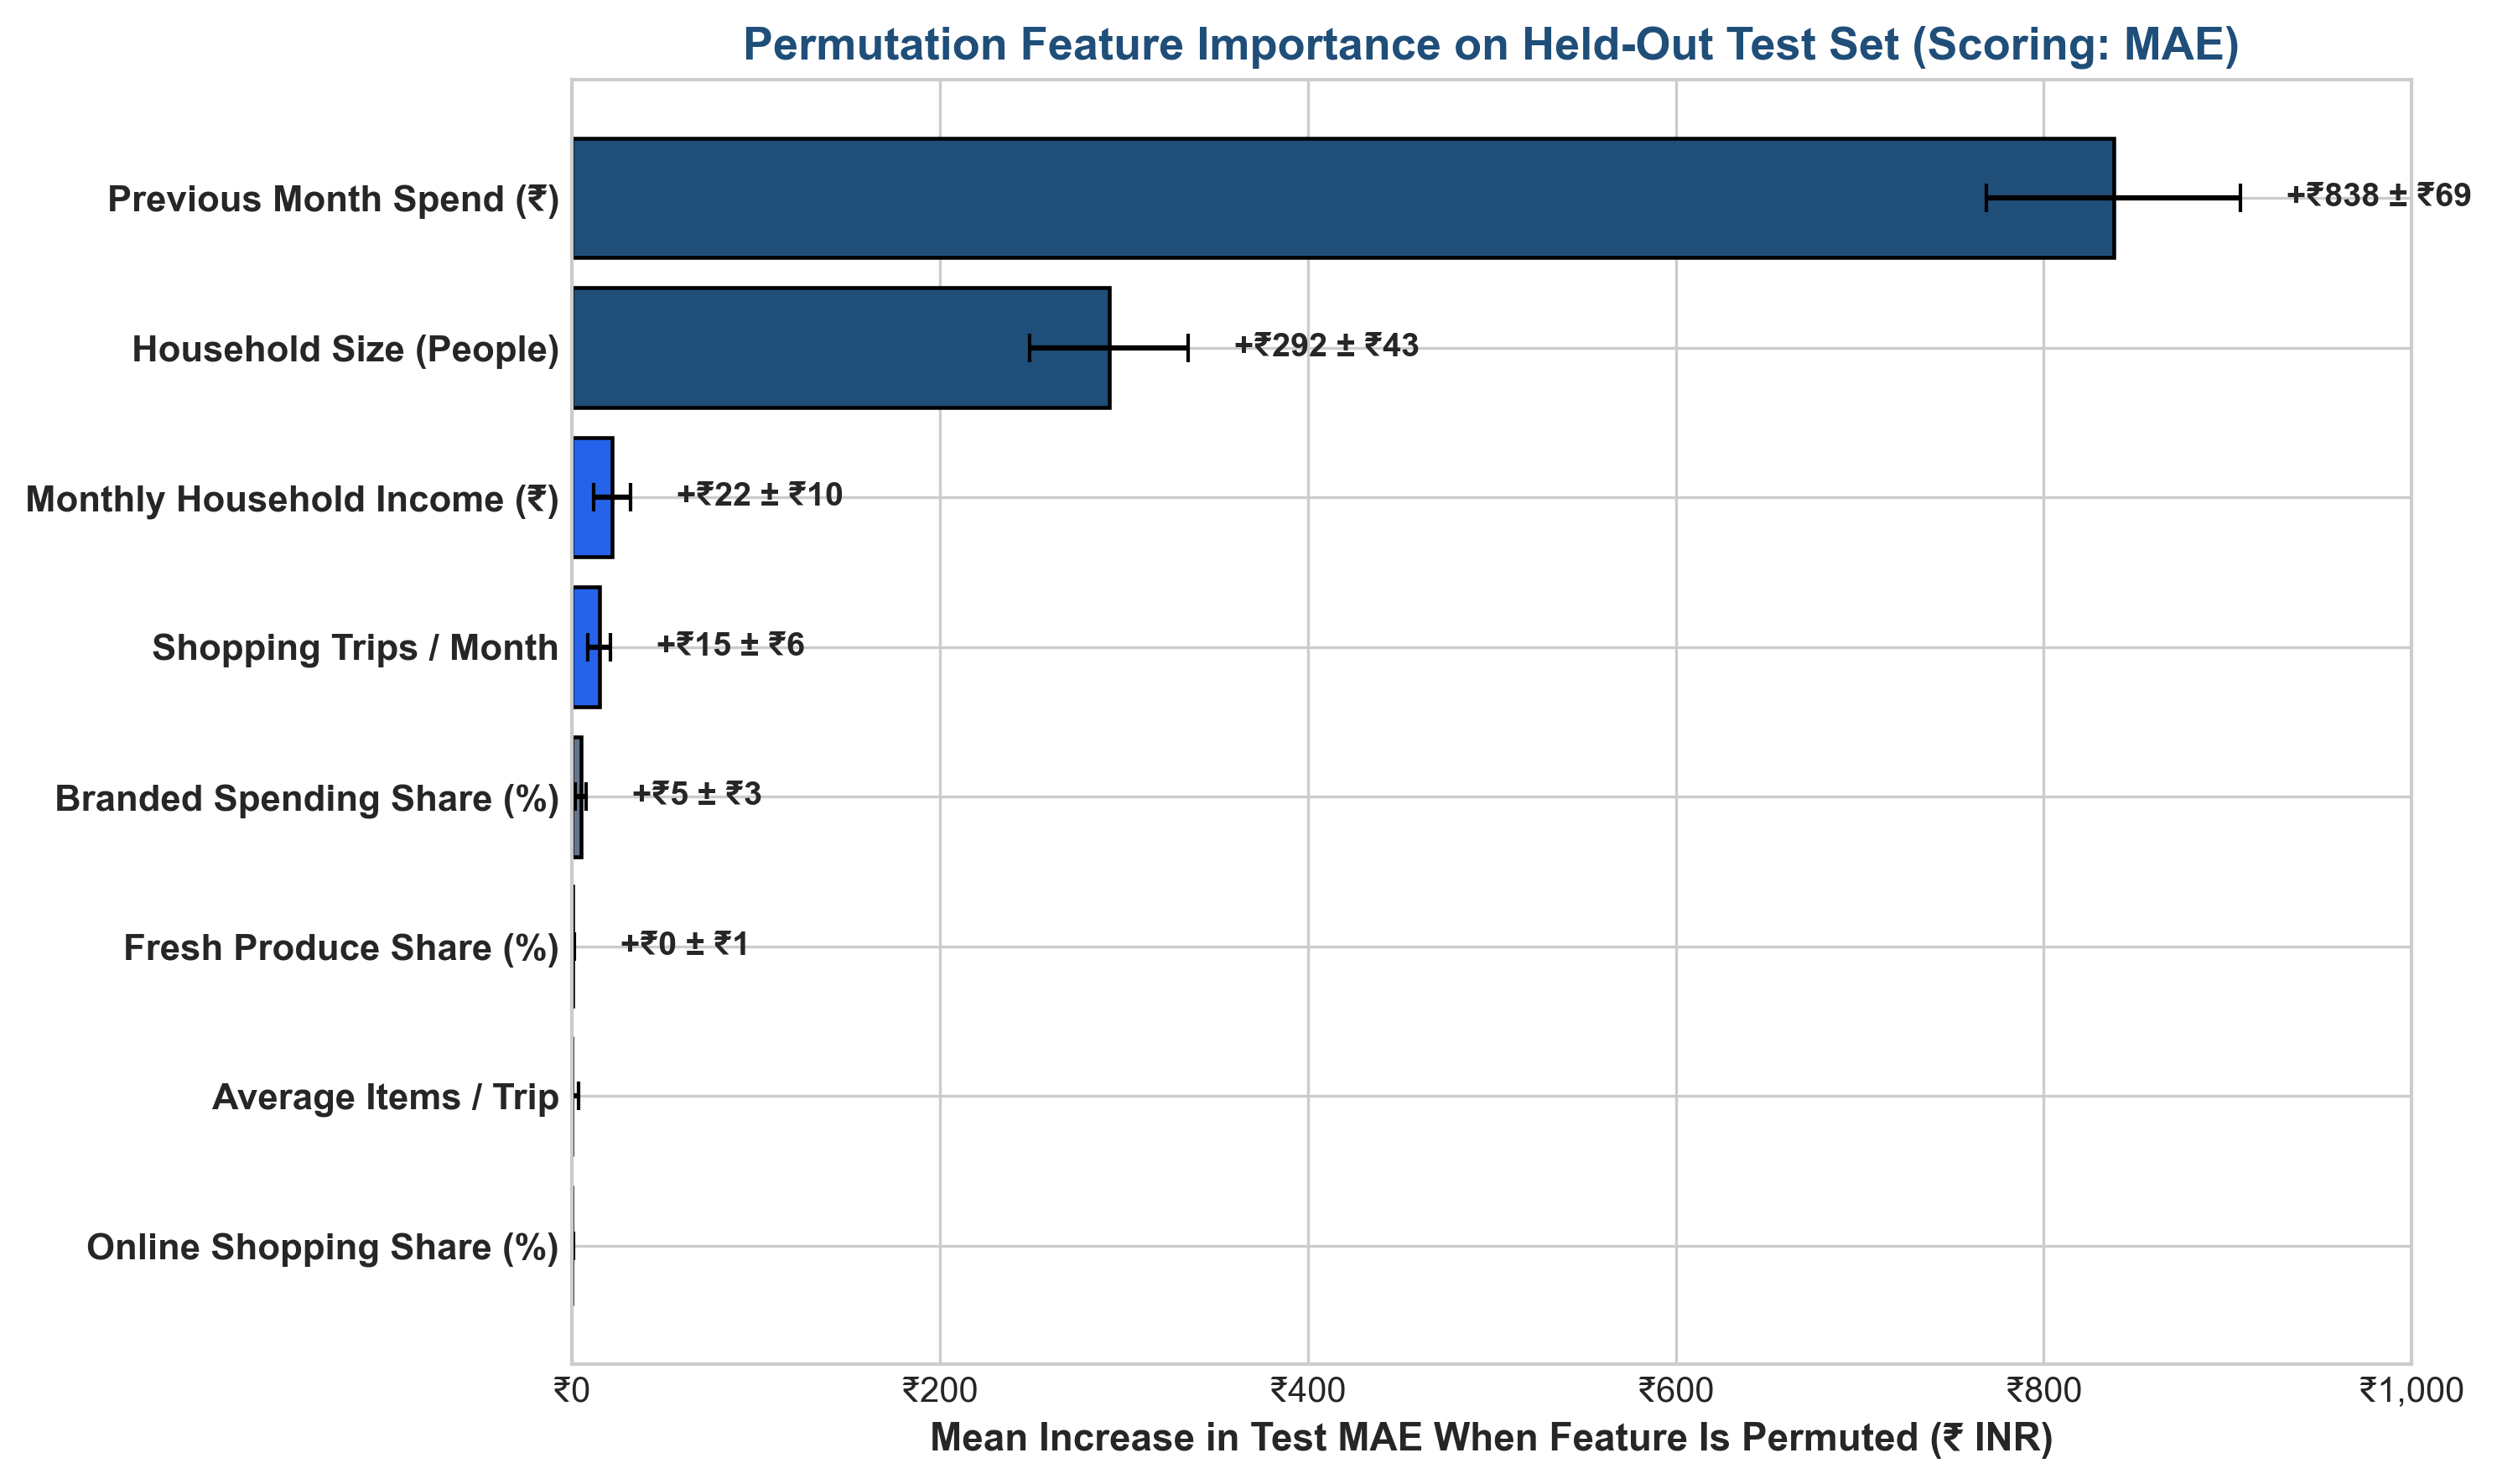 Permutation Feature Importance on Held-Out Test Set (Scoring: MAE)
Previous Month Spend (₹)
+₹838 ± ₹69
Household Size (People)
+₹292 ± ₹43
Monthly Household Income (₹)
+₹22 ± ₹10
Shopping Trips / Month
+₹15 ± ₹6
Branded Spending Share (%)
+₹5 ± ₹3
Fresh Produce Share (%)
+₹0 ± ₹1
Average Items / Trip
Online Shopping Share (%)
₹0 ₹200 ₹400 ₹600 ₹800 ₹1,000
Mean Increase in Test MAE When Feature Is Permuted (₹ INR)